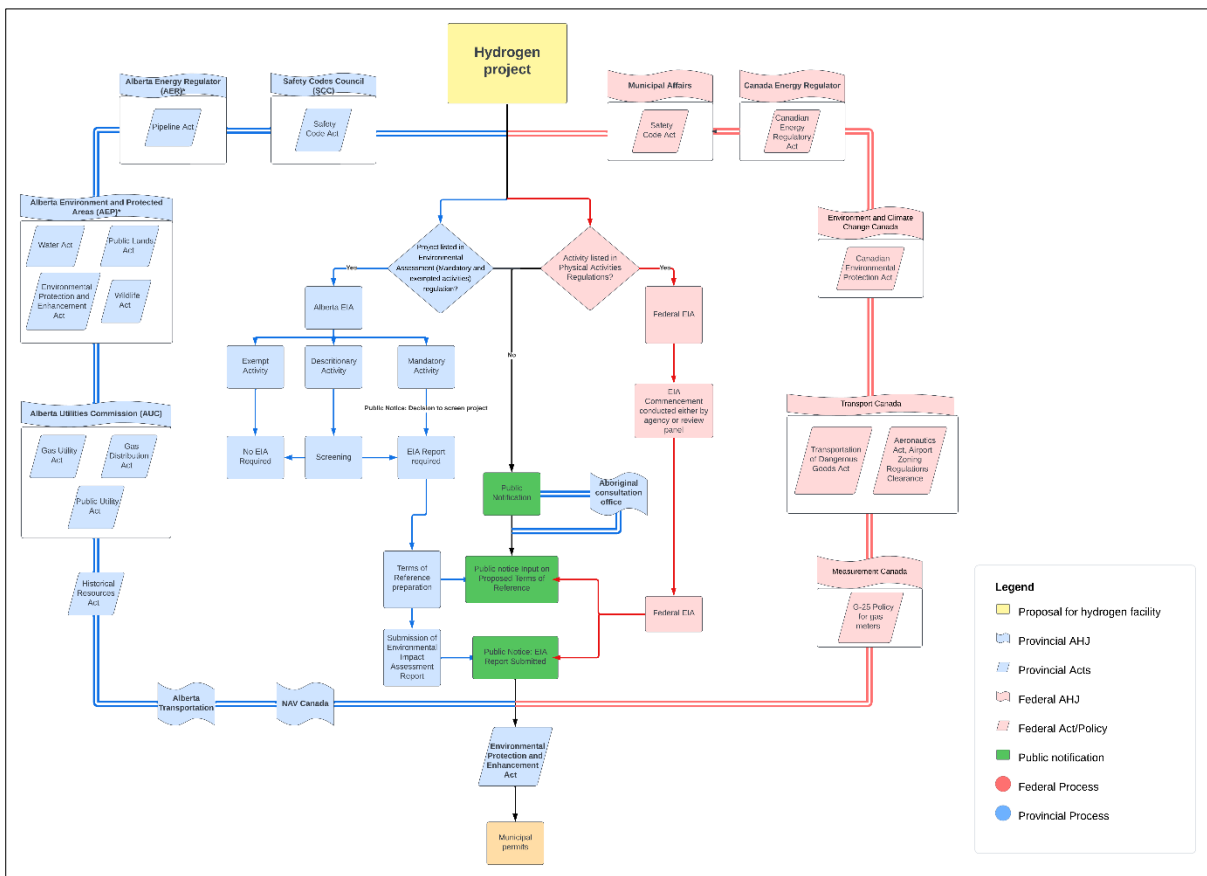 Hydrogen
project
Alberta Energy Regulator
(AER)*
Pipeline Act
Safety Codes Council
(SCC)
Safety
Code Act
Municipal Affairs
Safety
Code Act
Canada Energy Regulator
Canadian
Energy
Regulatory
Act
Alberta Environment and Protected
Areas (AEP)*
Water Act
Public Lands
Act
Environmental
Protection and
Enhancement
Act
Wildlife
Act
Project listed in
Environmental
Assessment (Mandatory and
exempted activities)
regulation?
Activity listed in
Physical Activities
Regulations?
Yes
Yes
No
Environment and Climate
Change Canada
Canadian
Environmental
Protection Act
Alberta EIA
Federal EIA
Exempt
Activity
Descritionary
Activity
Mandatory
Activity
Public Notice: Decision to screen project
EIA
Commencement
conducted either by
agency or review
panel
Alberta Utilities Commission (AUC)
Gas Utility
Act
Gas
Distribution
Act
Public Utility
Act
No EIA
Required
Screening
EIA Report
required
Transport Canada
Transportation
of Dangerous
Goods Act
Aeronautics
Act, Airport
Zoning
Regulations
Clearance
Public
Notification
Aboriginal
consultation
office
Historical
Resources
Act
Terms of
Reference
preparation
Public notice Input on
Proposed Terms of
Reference
Federal EIA
Measurement Canada
G-25 Policy
for gas
meters
Submission of
Environmental
Impact
Assessment
Report
Public Notice: EIA
Report Submitted
Alberta
Transportation
NAV Canada
Environmental
Protection and
Enhancement
Act
Municipal
permits
Legend
Proposal for hydrogen facility
Provincial AHJ
Provincial Acts
Federal AHJ
Federal Act/Policy
Public notification
Federal Process
Provincial Process